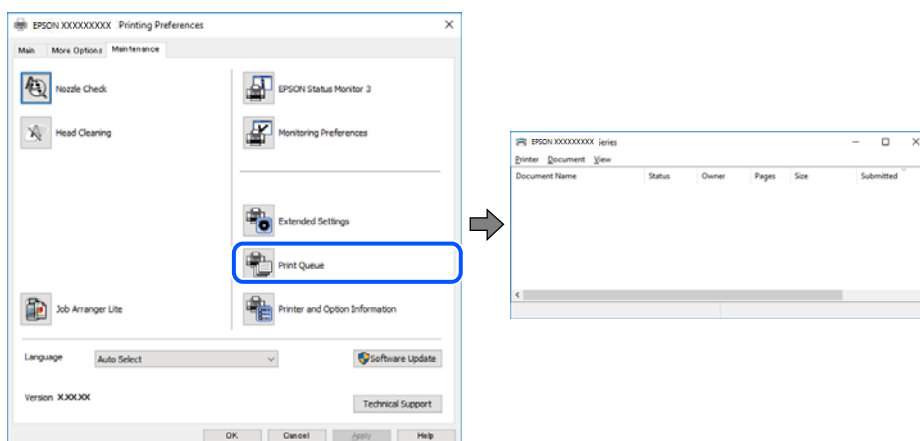 EPSON XXXXXXXXX Printing Preferences
Main More Options Maintenance
Nozzle Check
Head Cleaning
Job Arranger Lite
EPSON Status Monitor 3
Monitoring Preferences
Extended Settings
Print Queue
Printer and Option Information
Language Auto Select Software Update
Version X.XX.XX Technical Support
OK Cancel Apply Help
EPSON XXXXXXXXX ieries
Printer Document View
Document Name Status Owner Pages Size Submitted